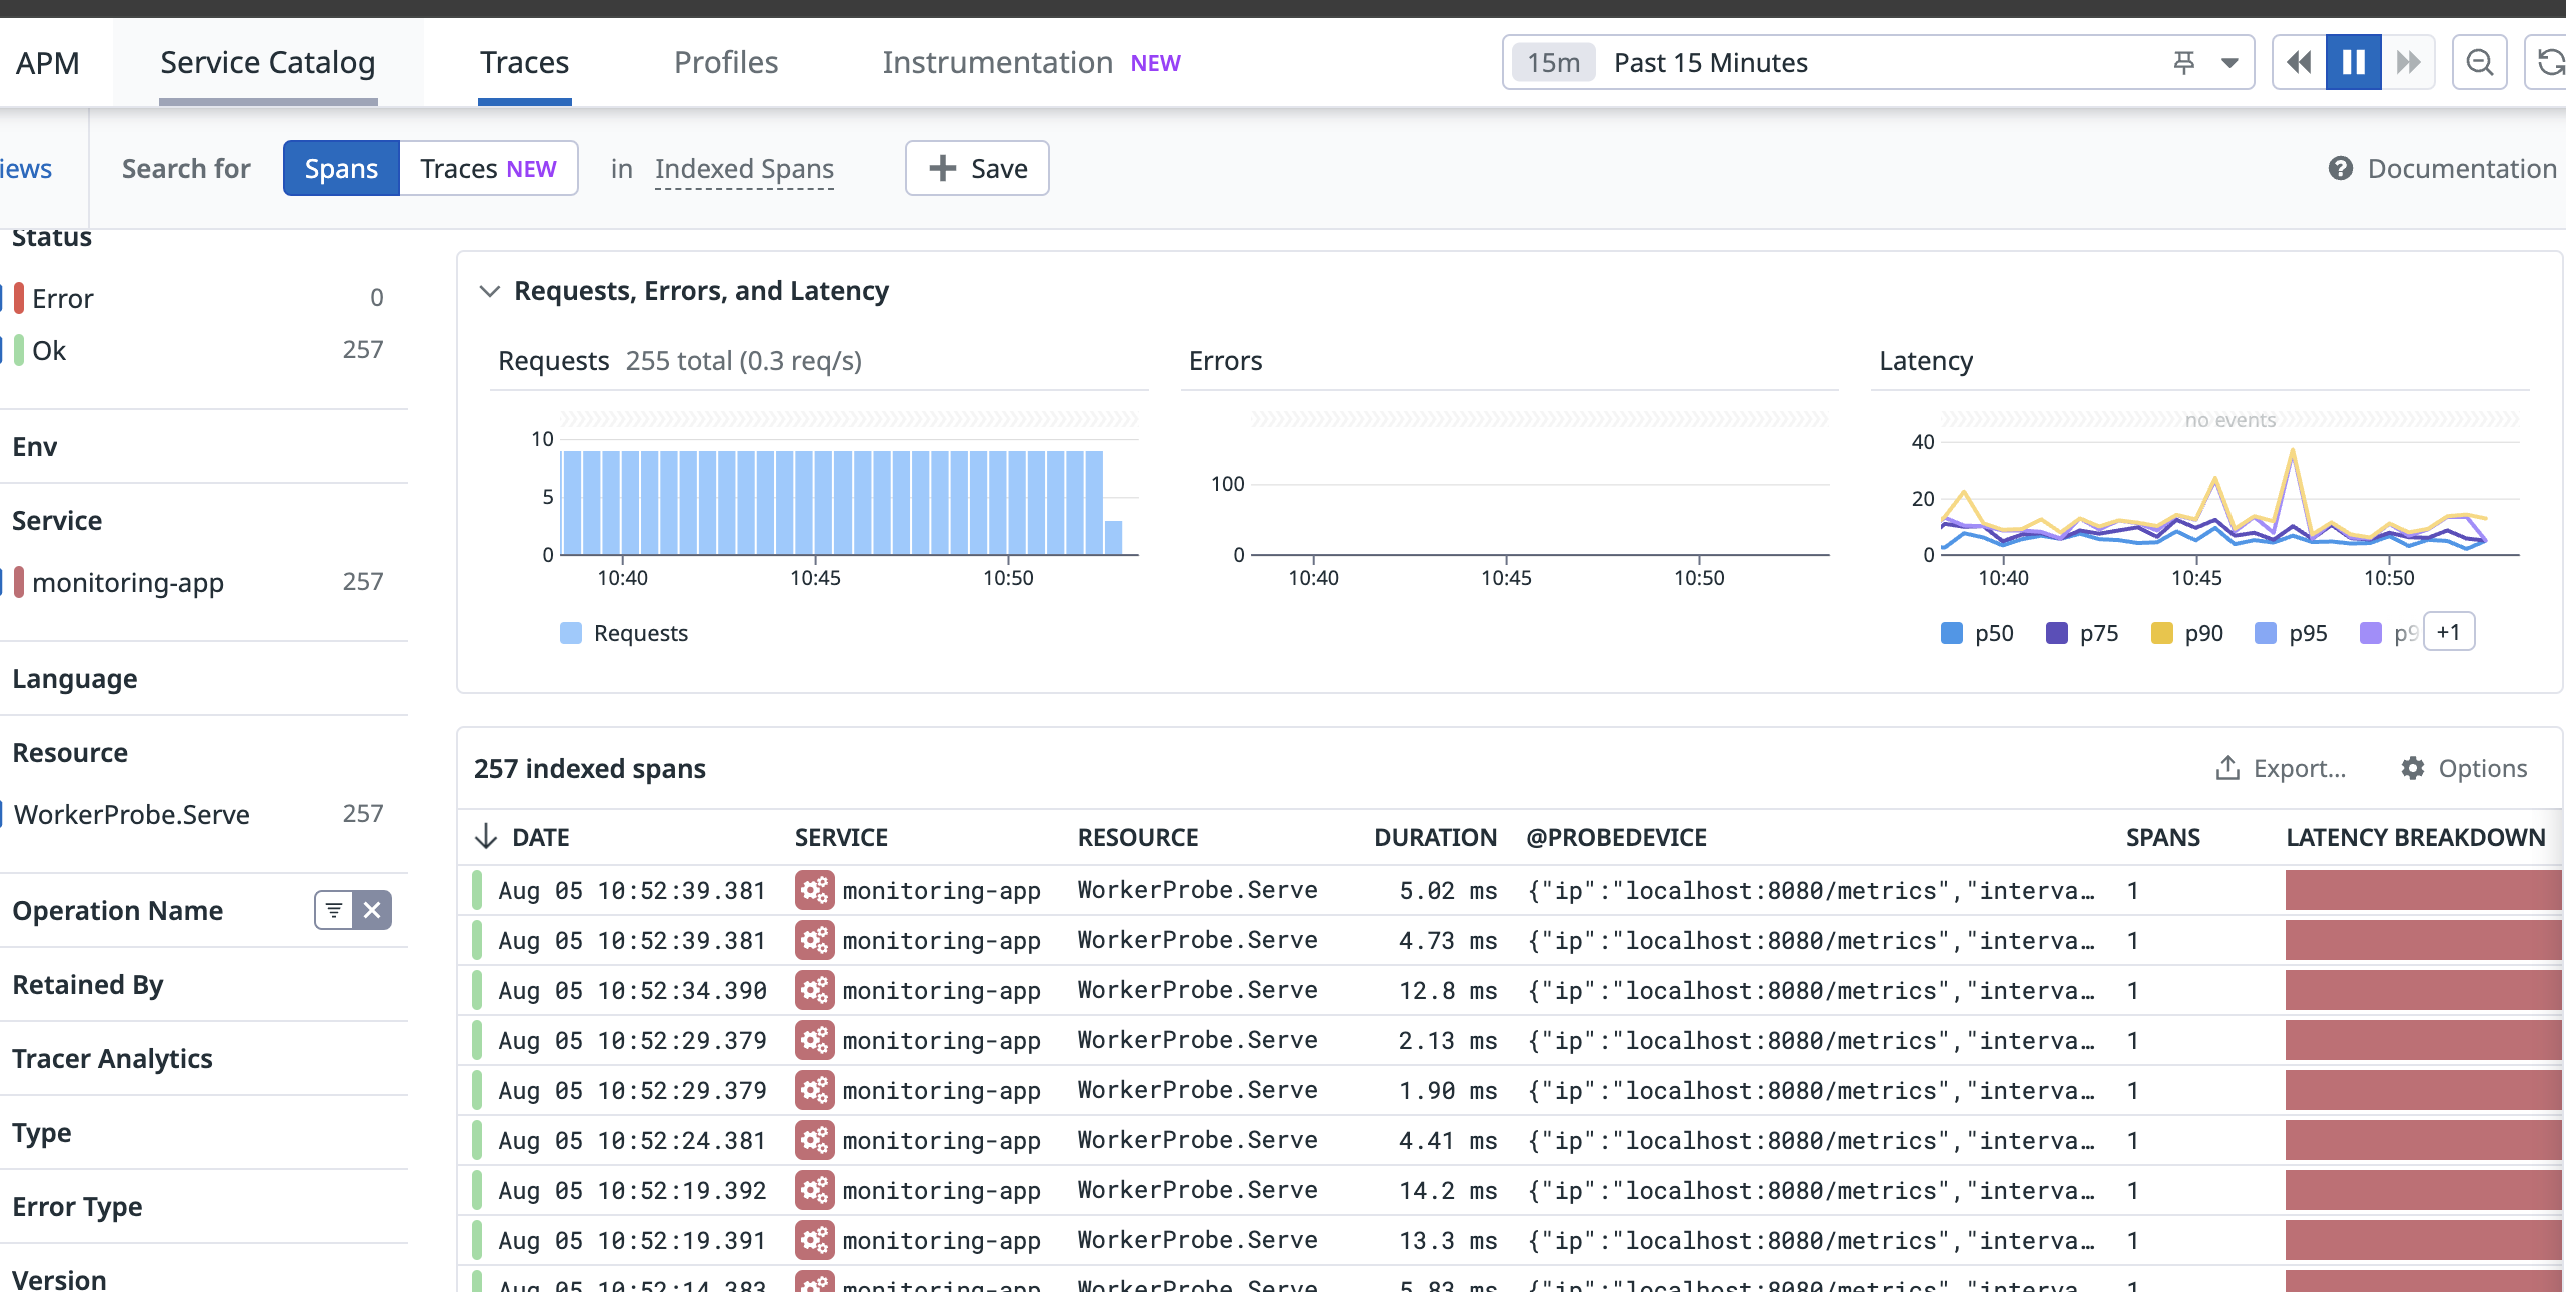 APM Service Catalog Traces Profiles Instrumentation NEW 15m Past 15 Minutes
iews Search for Spans Traces NEW in Indexed Spans + Save Documentation
Status
Error 0
Ok 257
Env
Service
monitoring-app 257
Language
Resource
WorkerProbe.Serve 257
Operation Name
Retained By
Tracer Analytics
Type
Error Type
Version
Requests, Errors, and Latency
Requests 255 total (0.3 req/s)
10
5
0
10:40 10:45 10:50
Requests
Errors
100
0
10:40 10:45 10:50
Latency
no events
40
20
0
10:40 10:45 10:50
p50 p75 p90 p95 p9 +1
257 indexed spans Export... Options
DATE SERVICE RESOURCE DURATION @PROBEDEVICE SPANS LATENCY BREAKDOWN
Aug 05 10:52:39.381 monitoring-app WorkerProbe.Serve 5.02 ms {"ip":"localhost:8080/metrics","interva… 1
Aug 05 10:52:39.381 monitoring-app WorkerProbe.Serve 4.73 ms {"ip":"localhost:8080/metrics","interva… 1
Aug 05 10:52:34.390 monitoring-app WorkerProbe.Serve 12.8 ms {"ip":"localhost:8080/metrics","interva… 1
Aug 05 10:52:29.379 monitoring-app WorkerProbe.Serve 2.13 ms {"ip":"localhost:8080/metrics","interva… 1
Aug 05 10:52:29.379 monitoring-app WorkerProbe.Serve 1.90 ms {"ip":"localhost:8080/metrics","interva… 1
Aug 05 10:52:24.381 monitoring-app WorkerProbe.Serve 4.41 ms {"ip":"localhost:8080/metrics","interva… 1
Aug 05 10:52:19.392 monitoring-app WorkerProbe.Serve 14.2 ms {"ip":"localhost:8080/metrics","interva… 1
Aug 05 10:52:19.391 monitoring-app WorkerProbe.Serve 13.3 ms {"ip":"localhost:8080/metrics","interva… 1
Aug 05 10:52:14.383 monitoring-app WorkerProbe.Serve 5.83 ms {"ip":"localhost:8080/metrics","interva… 1